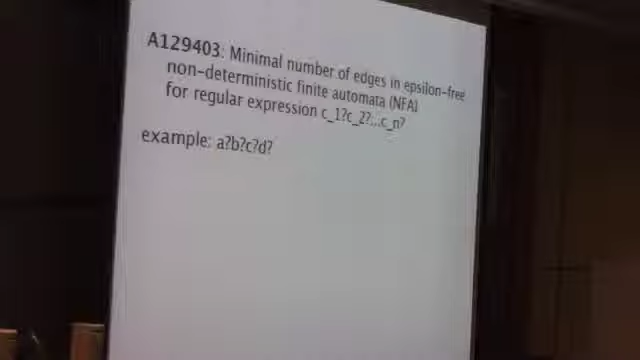 A129403: Minimal number of edges in epsilon-free
non-deterministic finite automata (NFA)
for regular expression c_1?c_2?...c_n?
example: a?b?c?d?